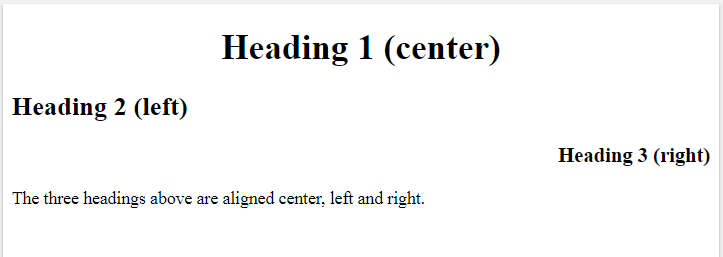 Heading 1 (center)
Heading 2 (left)
Heading 3 (right)
The three headings above are aligned center, left and right.